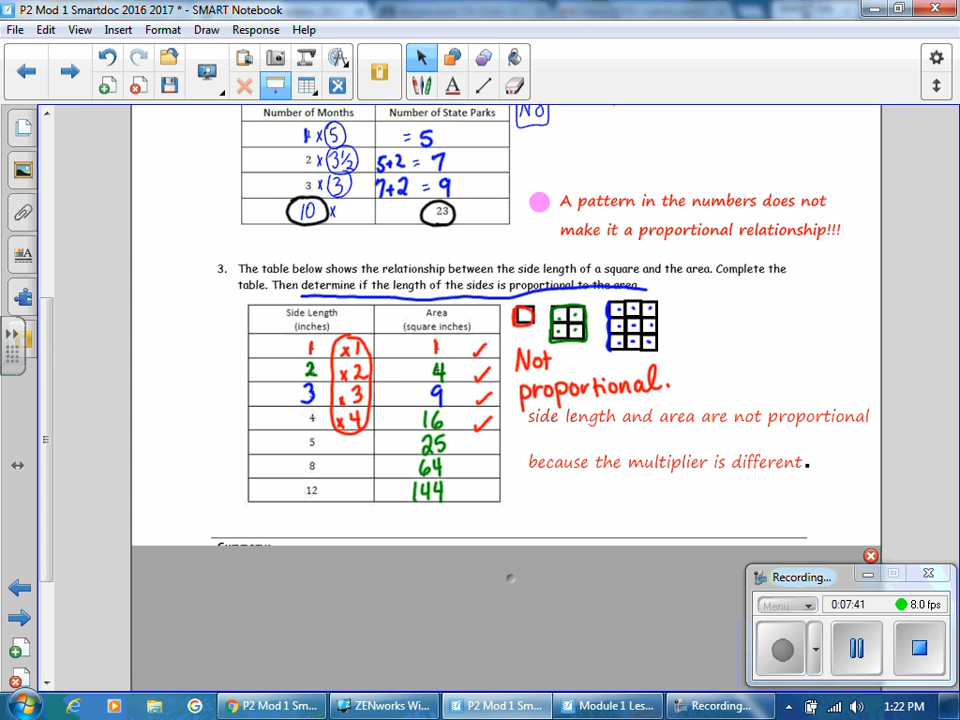 P2 Mod 1 Smartdoc 2016 2017 * - SMART Notebook
File Edit View Insert Format Draw Response Help
Number of Months Number of State Parks
No
1 x 5 = 5
2 x 3 1/2 5+2 = 7
3 x 3 7+2 = 9
10 x 23
A pattern in the numbers does not
make it a proportional relationship!!!
3. The table below shows the relationship between the side length of a square and the area. Complete the
table. Then determine if the length of the sides is proportional to the area.
Side Length Area
(inches) (square inches)
1 x1 1 ✓
2 x2 4 ✓
3 x3 9 ✓
4 x4 16 ✓
5 25
8 64
12 144
Not
proportional.
side length and area are not proportional
because the multiplier is different.
Recording...
Menu 0:07:41 8.0 fps
P2 Mod 1 Sm... ZENworks Wi... P2 Mod 1 Sm... Module 1 Les... Recording... 1:22 PM